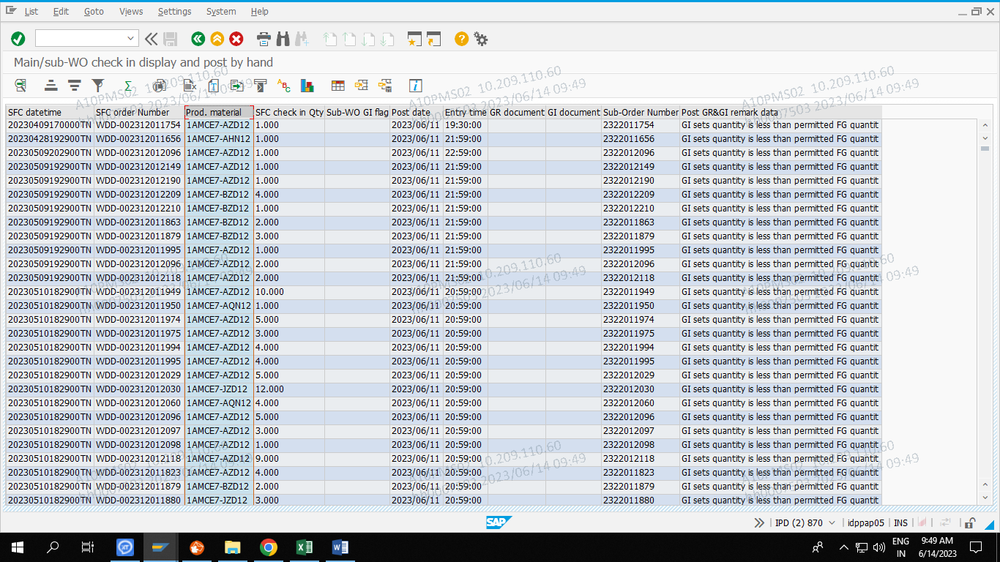 List Edit Goto Views Settings System Help
Main/sub-WO check in display and post by hand
SFC datetime SFC order Number Prod. material SFC check in Qty Sub-WO GI flag Post date Entry time GR document GI document Sub-Order Number Post GR&GI remark data
20230409170000TN WDD-002312011754 1AMCE7-AZD12 1.000 2023/06/11 19:30:00 2322011754 GI sets quantity is less than permitted FG quantit
20230428192900TN WDD-002312011656 1AMCE7-AHN12 1.000 2023/06/11 21:59:00 2322011656 GI sets quantity is less than permitted FG quantit
20230509202900TN WDD-002312012096 1AMCE7-AZD12 1.000 2023/06/11 22:59:00 2322012096 GI sets quantity is less than permitted FG quantit
20230509192900TN WDD-002312012149 1AMCE7-AZD12 1.000 2023/06/11 21:59:00 2322012149 GI sets quantity is less than permitted FG quantit
20230509192900TN WDD-002312012190 1AMCE7-AZD12 1.000 2023/06/11 21:59:00 2322012190 GI sets quantity is less than permitted FG quantit
20230509192900TN WDD-002312012209 1AMCE7-BZD12 4.000 2023/06/11 21:59:00 2322012209 GI sets quantity is less than permitted FG quantit
20230509192900TN WDD-002312012210 1AMCE7-BZD12 1.000 2023/06/11 21:59:00 2322012210 GI sets quantity is less than permitted FG quantit
20230509192900TN WDD-002312011863 1AMCE7-BZD12 2.000 2023/06/11 21:59:00 2322011863 GI sets quantity is less than permitted FG quantit
20230509192900TN WDD-002312011879 1AMCE7-BZD12 3.000 2023/06/11 21:59:00 2322011879 GI sets quantity is less than permitted FG quantit
20230509192900TN WDD-002312011995 1AMCE7-AZD12 1.000 2023/06/11 21:59:00 2322011995 GI sets quantity is less than permitted FG quantit
20230509192900TN WDD-002312012096 1AMCE7-AZD12 2.000 2023/06/11 21:59:00 2322012096 GI sets quantity is less than permitted FG quantit
20230509192900TN WDD-002312012118 1AMCE7-AZD12 2.000 2023/06/11 21:59:00 2322012118 GI sets quantity is less than permitted FG quantit
20230510182900TN WDD-002312011949 1AMCE7-AZD12 10.000 2023/06/11 20:59:00 2322011949 GI sets quantity is less than permitted FG quantit
20230510182900TN WDD-002312011950 1AMCE7-AQN12 1.000 2023/06/11 20:59:00 2322011950 GI sets quantity is less than permitted FG quantit
20230510182900TN WDD-002312011974 1AMCE7-AZD12 5.000 2023/06/11 20:59:00 2322011974 GI sets quantity is less than permitted FG quantit
20230510182900TN WDD-002312011975 1AMCE7-AZD12 3.000 2023/06/11 20:59:00 2322011975 GI sets quantity is less than permitted FG quantit
20230510182900TN WDD-002312011994 1AMCE7-AZD12 4.000 2023/06/11 20:59:00 2322011994 GI sets quantity is less than permitted FG quantit
20230510182900TN WDD-002312011995 1AMCE7-AZD12 4.000 2023/06/11 20:59:00 2322011995 GI sets quantity is less than permitted FG quantit
20230510182900TN WDD-002312012029 1AMCE7-AZD12 5.000 2023/06/11 20:59:00 2322012029 GI sets quantity is less than permitted FG quantit
20230510182900TN WDD-002312012030 1AMCE7-JZD12 12.000 2023/06/11 20:59:00 2322012030 GI sets quantity is less than permitted FG quantit
20230510182900TN WDD-002312012060 1AMCE7-AQN12 4.000 2023/06/11 20:59:00 2322012060 GI sets quantity is less than permitted FG quantit
20230510182900TN WDD-002312012096 1AMCE7-AZD12 5.000 2023/06/11 20:59:00 2322012096 GI sets quantity is less than permitted FG quantit
20230510182900TN WDD-002312012097 1AMCE7-AZD12 3.000 2023/06/11 20:59:00 2322012097 GI sets quantity is less than permitted FG quantit
20230510182900TN WDD-002312012098 1AMCE7-AZD12 1.000 2023/06/11 20:59:00 2322012098 GI sets quantity is less than permitted FG quantit
20230510182900TN WDD-002312012118 1AMCE7-AZD12 9.000 2023/06/11 20:59:00 2322012118 GI sets quantity is less than permitted FG quantit
20230510182900TN WDD-002312011823 1AMCE7-AZD12 4.000 2023/06/11 20:59:00 2322011823 GI sets quantity is less than permitted FG quantit
20230510182900TN WDD-002312011879 1AMCE7-BZD12 2.000 2023/06/11 20:59:00 2322011879 GI sets quantity is less than permitted FG quantit
20230510182900TN WDD-002312011880 1AMCE7-JZD12 3.000 2023/06/11 20:59:00 2322011880 GI sets quantity is less than permitted FG quantit
A10PMS02 10.209.110.60
hh0007503 2023/06/14 09:49
A10PMS02 10.209.110.60
hh0007503 2023/06/14 09:49
A10PMS02 10.209.110.60
hh0007503 2023/06/14 09:49
SAP IPD (2) 870 idppap05 INS
ENG 9:49 AM
IN 6/14/2023